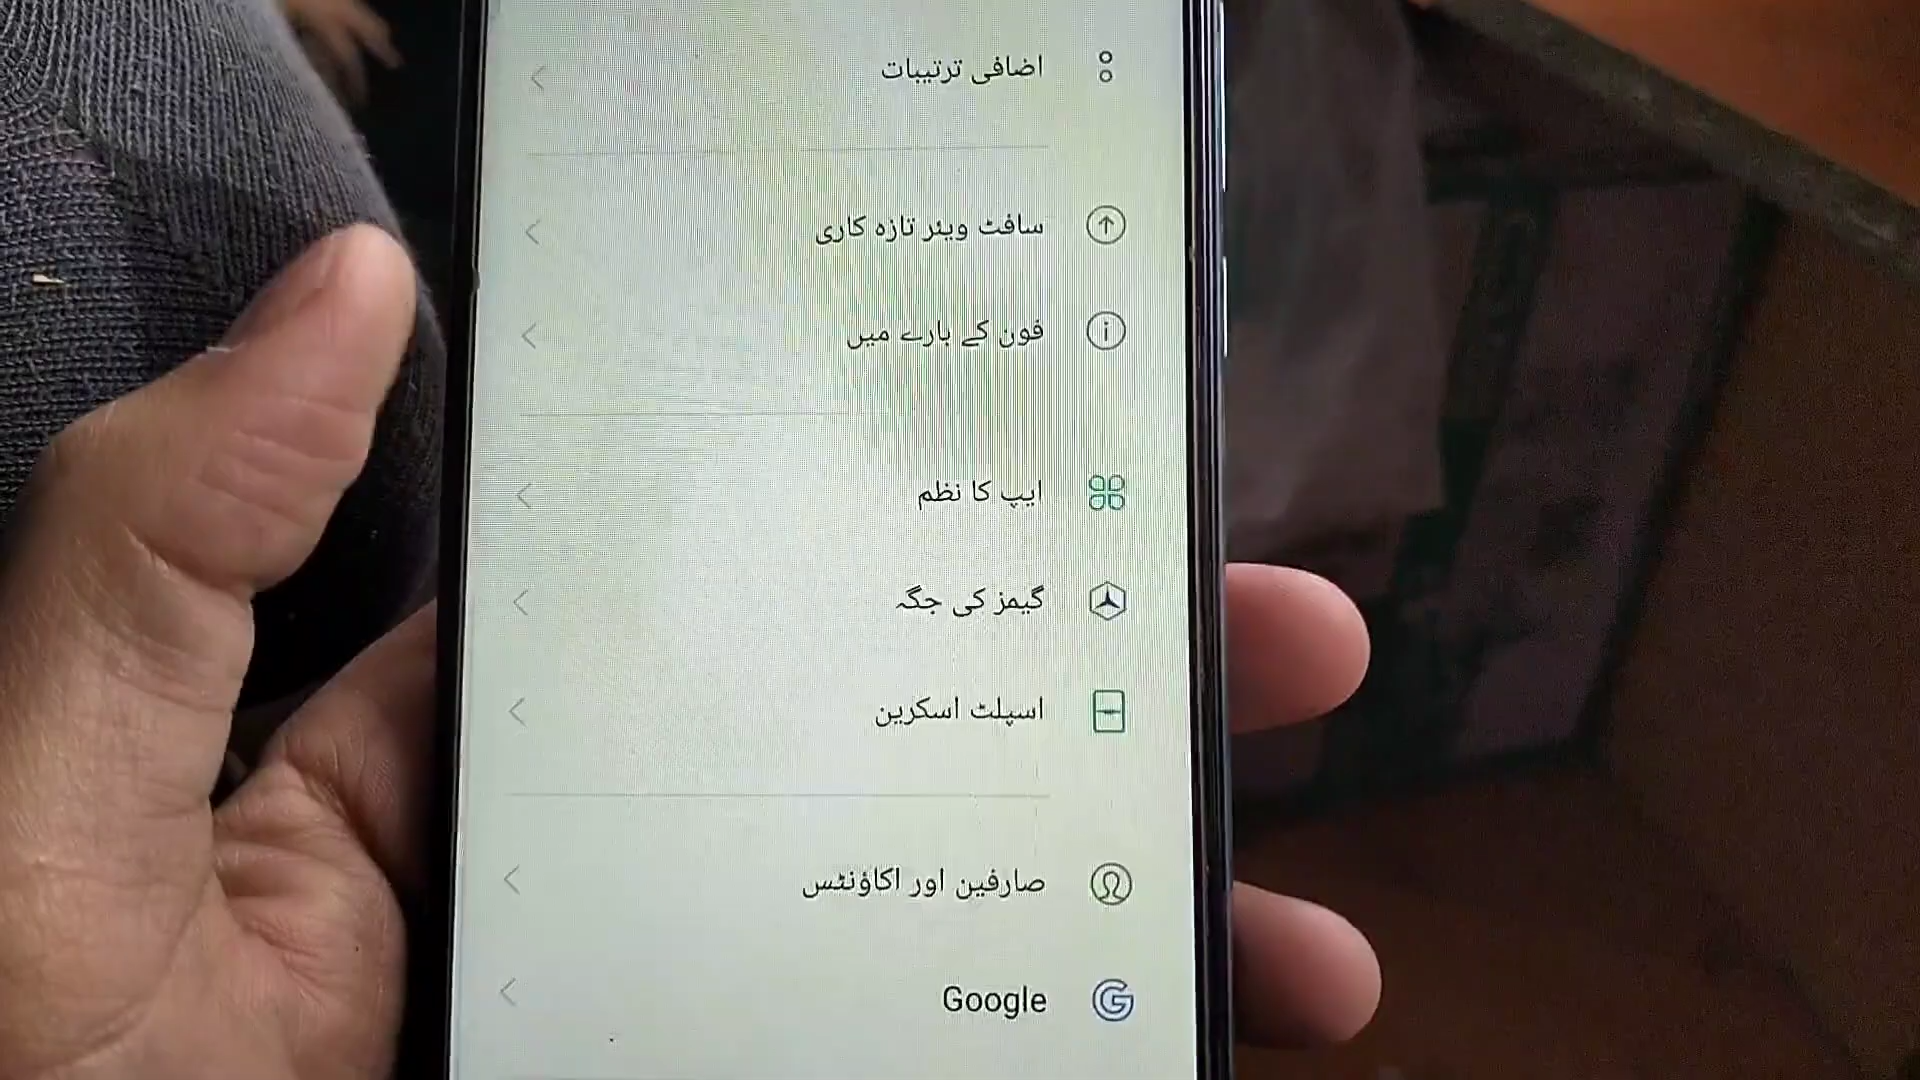 اضافی ترتیبات
سافٹ ویئر تازہ کاری
فون کے بارے میں
ایپ کا نظم
گیمز کی جگہ
اسپلٹ اسکرین
صارفین اور اکاؤنٹس
Google